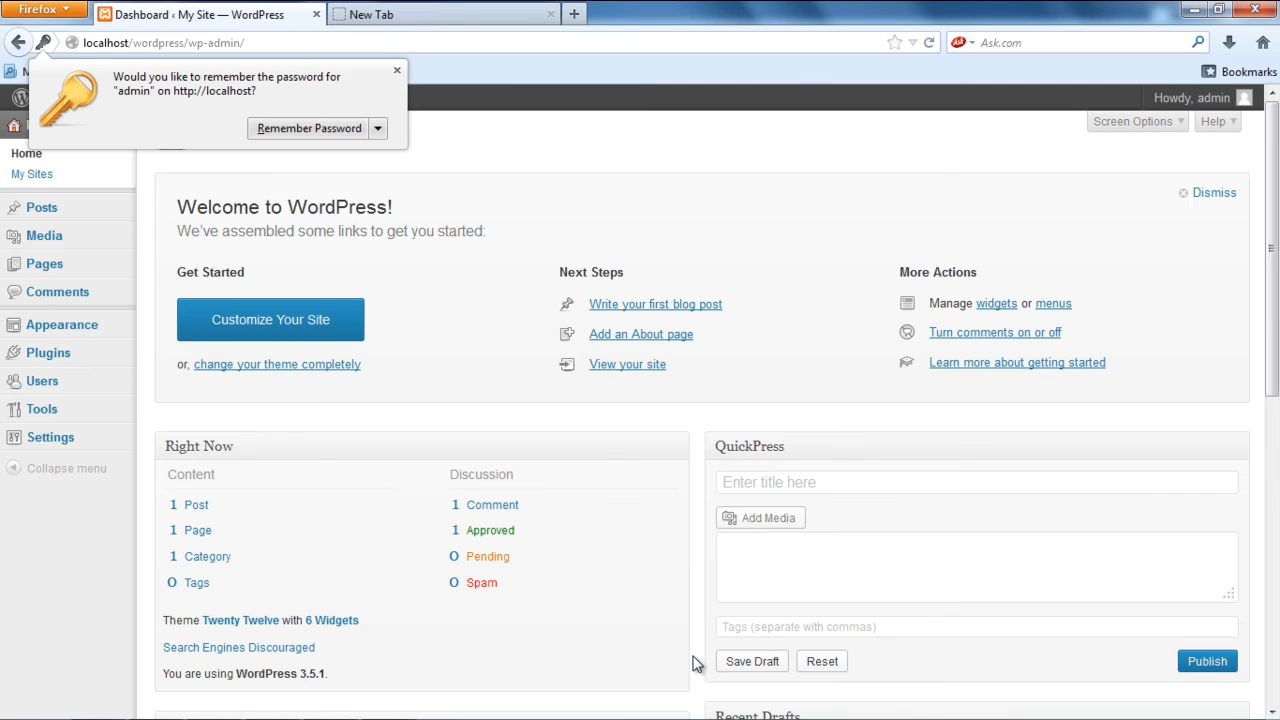 Firefox
Dashboard ‹ My Site — WordPress
New Tab
localhost/wordpress/wp-admin/
Ask.com
Bookmarks
Would you like to remember the password for
"admin" on http://localhost?
Remember Password
Howdy, admin
Screen Options
Help
Home
My Sites
Posts
Media
Pages
Comments
Appearance
Plugins
Users
Tools
Settings
Collapse menu
Dismiss
Welcome to WordPress!
We've assembled some links to get you started:
Get Started
Customize Your Site
or, change your theme completely
Next Steps
Write your first blog post
Add an About page
View your site
More Actions
Manage widgets or menus
Turn comments on or off
Learn more about getting started
Right Now
Content
1 Post
1 Page
1 Category
0 Tags
Discussion
1 Comment
1 Approved
0 Pending
0 Spam
Theme Twenty Twelve with 6 Widgets
Search Engines Discouraged
You are using WordPress 3.5.1.
QuickPress
Enter title here
Add Media
Tags (separate with commas)
Save Draft
Reset
Publish
Recent Drafts